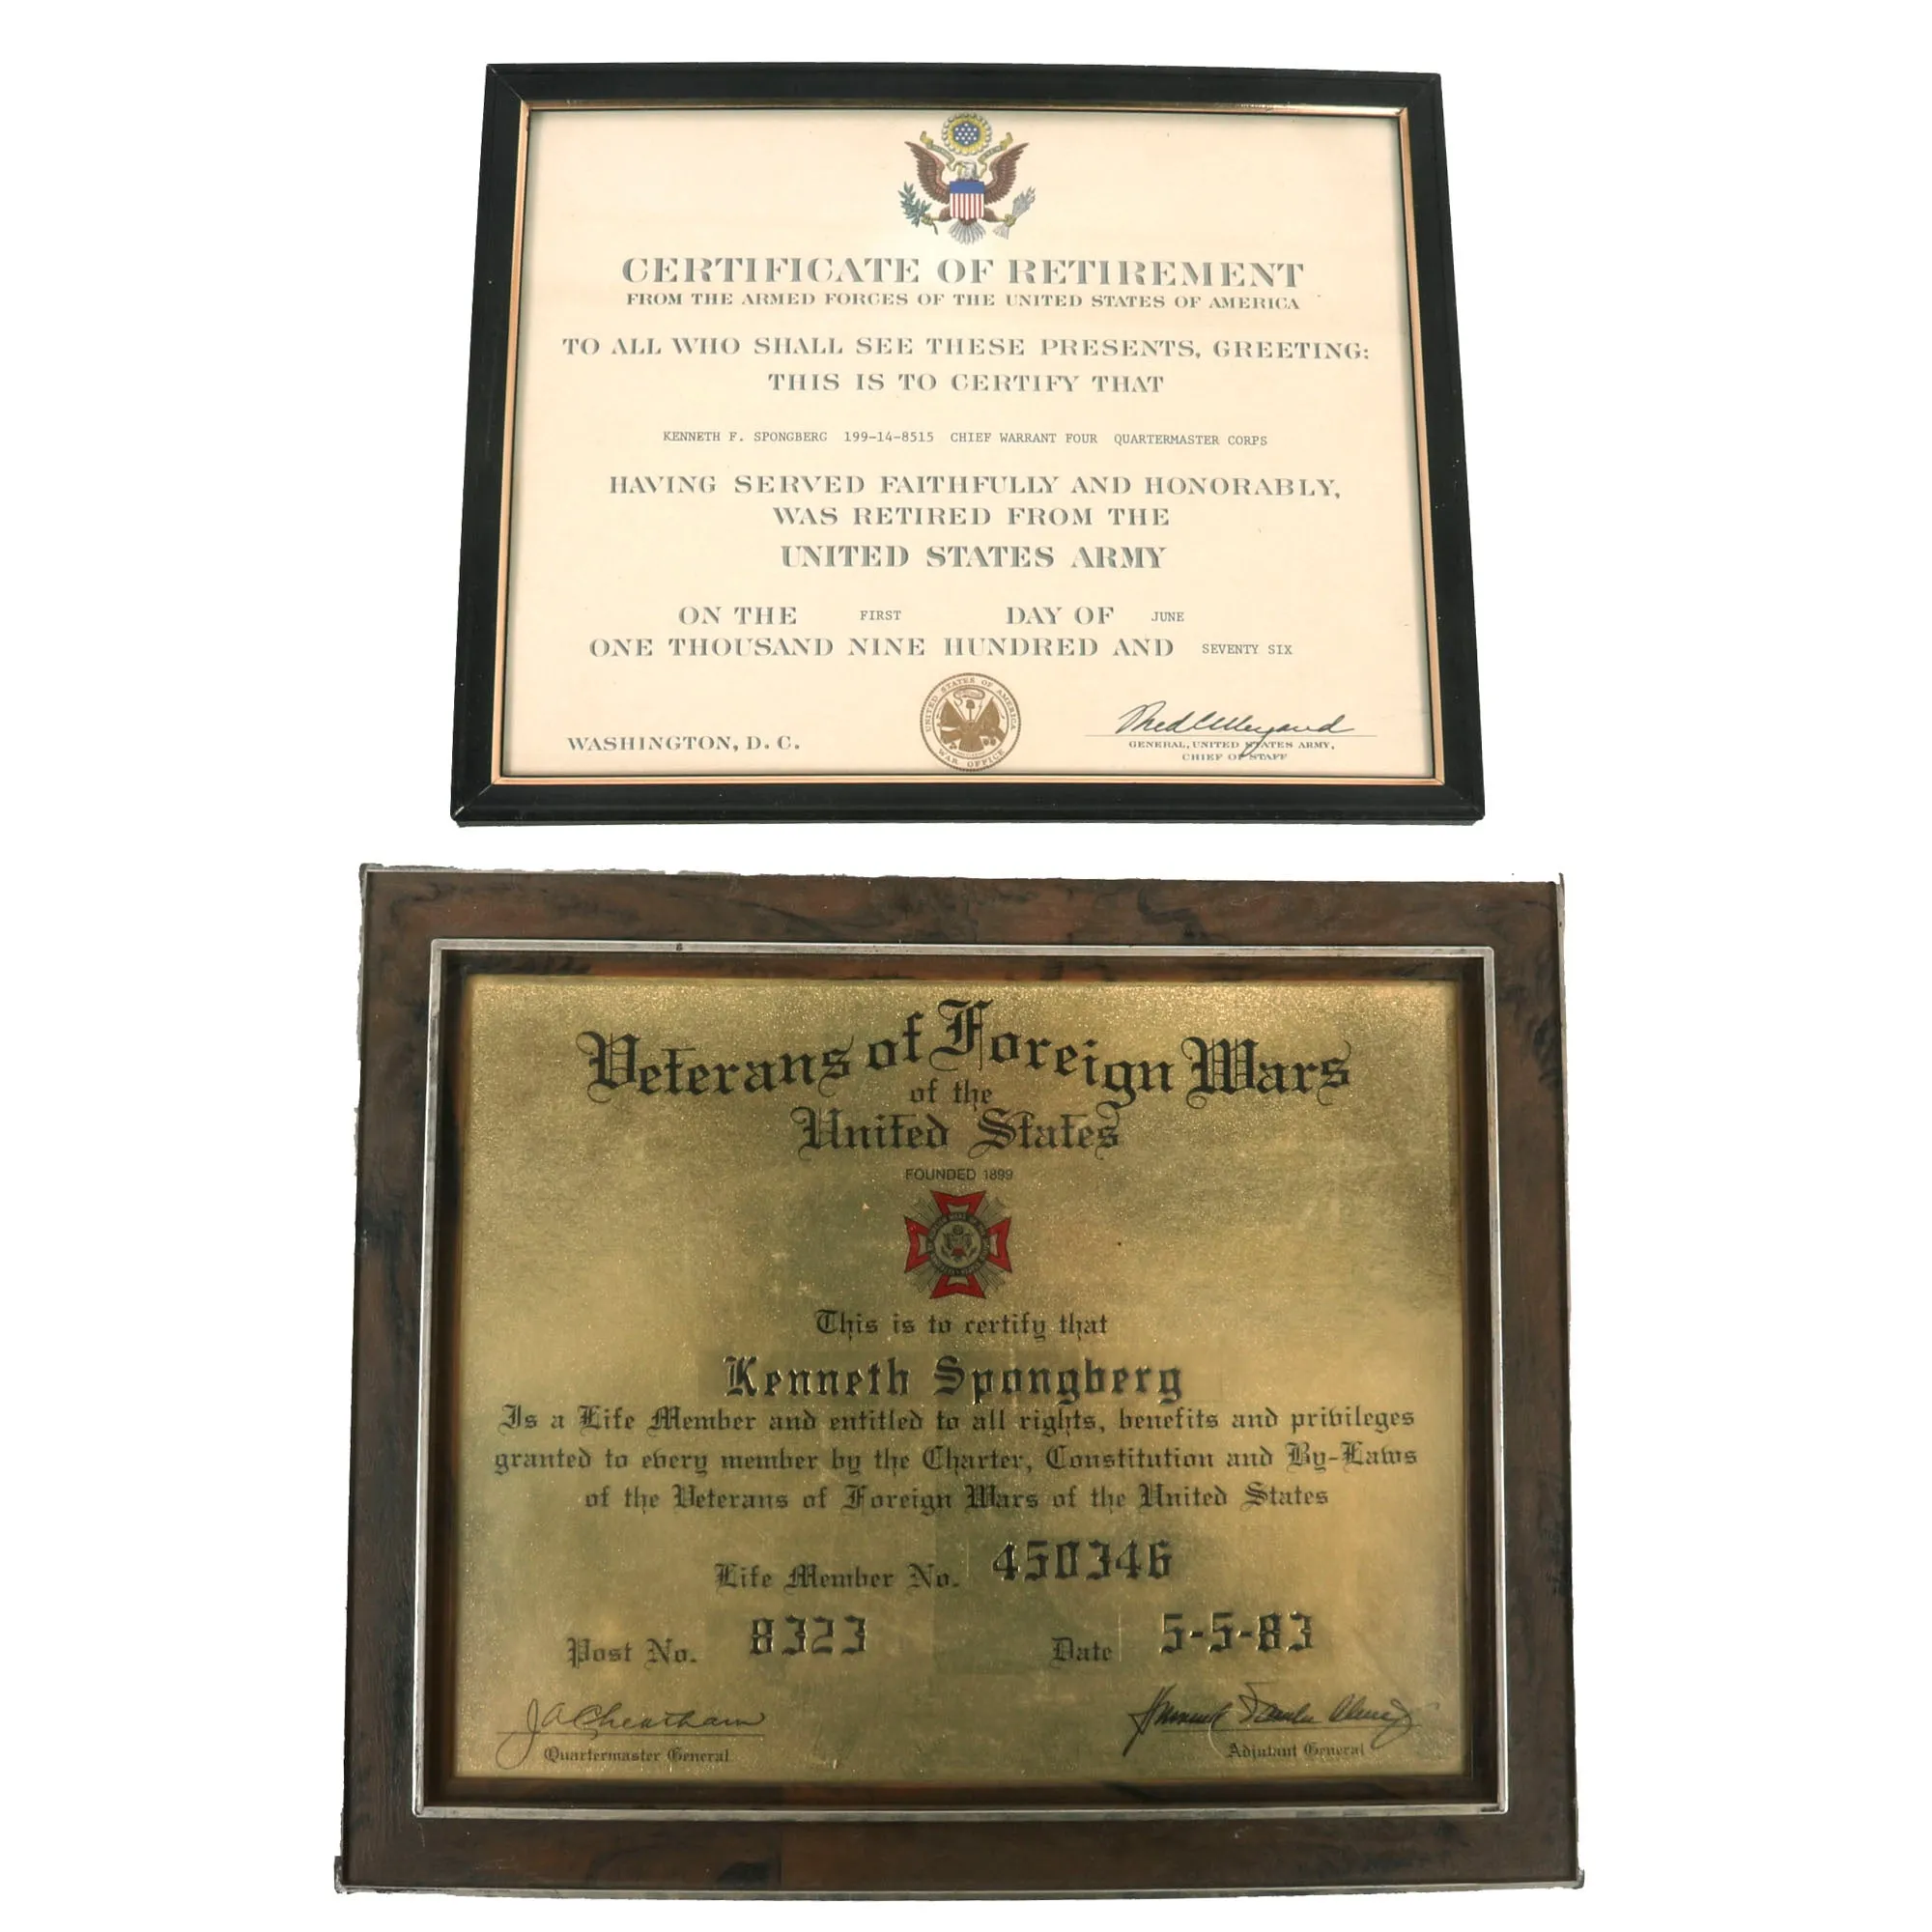 CERTIFICATE OF RETIREMENT
FROM THE ARMED FORCES OF THE UNITED STATES OF AMERICA
TO ALL WHO SHALL SEE THESE PRESENTS, GREETING:
THIS IS TO CERTIFY THAT
KENNETH F. SPONGBERG 199-14-8515 CHIEF WARRANT FOUR QUARTERMASTER CORPS
HAVING SERVED FAITHFULLY AND HONORABLY,
WAS RETIRED FROM THE
UNITED STATES ARMY
ON THE FIRST DAY OF JUNE
ONE THOUSAND NINE HUNDRED AND SEVENTY SIX
UNITED STATES OF AMERICA
WAR OFFICE
WASHINGTON, D. C.
GENERAL, UNITED STATES ARMY,
CHIEF OF STAFF
Veterans of Foreign Wars
of the
United States
FOUNDED 1899
This is to certify that
Kenneth Spongberg
Is a Life Member and entitled to all rights, benefits and privileges
granted to every member by the Charter, Constitution and By-Laws
of the Veterans of Foreign Wars of the United States
Life Member No. 450346
Post No. 8323 Date 5-5-83
JACheatham
Quartermaster General
Adjutant General